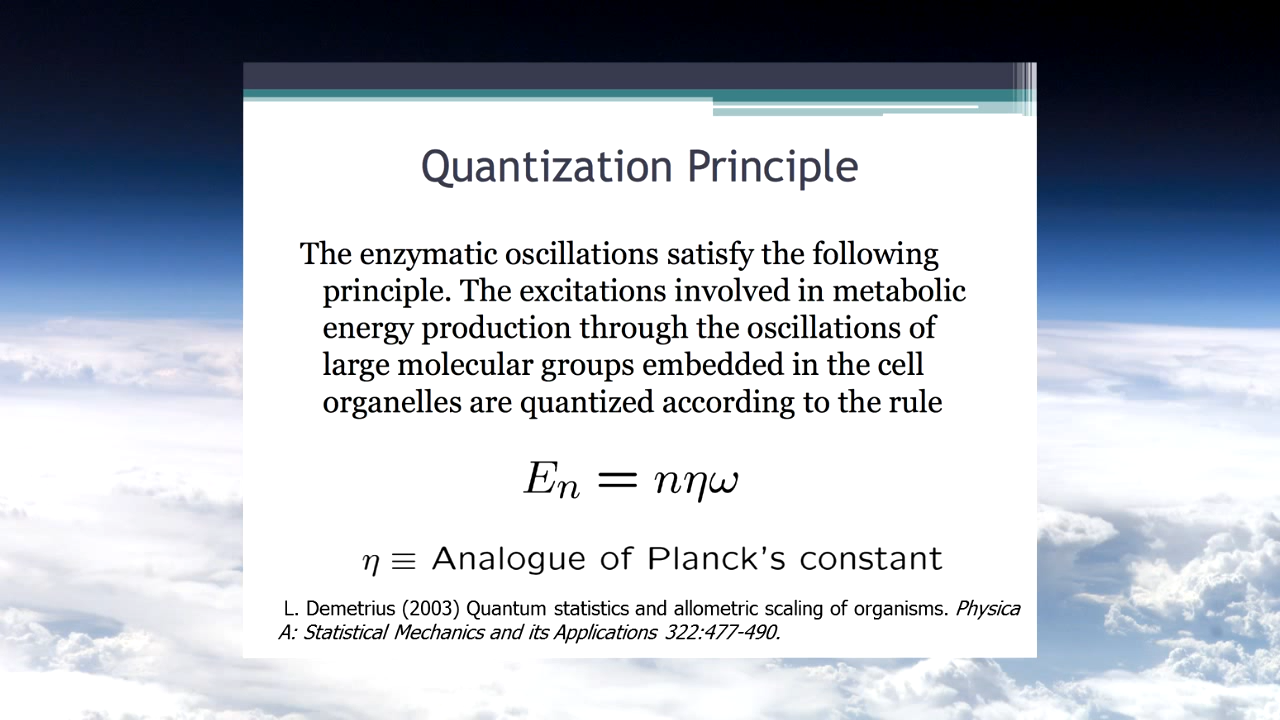 Quantization Principle
The enzymatic oscillations satisfy the following
principle. The excitations involved in metabolic
energy production through the oscillations of
large molecular groups embedded in the cell
organelles are quantized according to the rule
Eₙ = nηω
η ≡ Analogue of Planck's constant
L. Demetrius (2003) Quantum statistics and allometric scaling of organisms. Physica
A: Statistical Mechanics and its Applications 322:477-490.